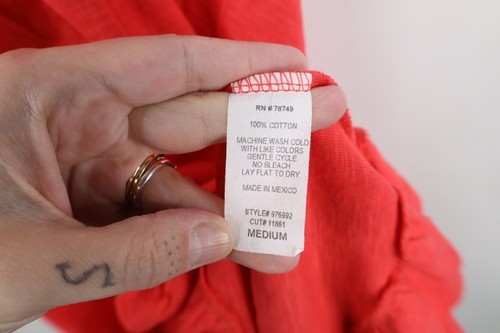 RN # 78749
100% COTTON
MACHINE WASH COLD
WITH LIKE COLORS
GENTLE CYCLE
NO BLEACH
LAY FLAT TO DRY
MADE IN MEXICO
STYLE# 976992
CUT# 11861
MEDIUM